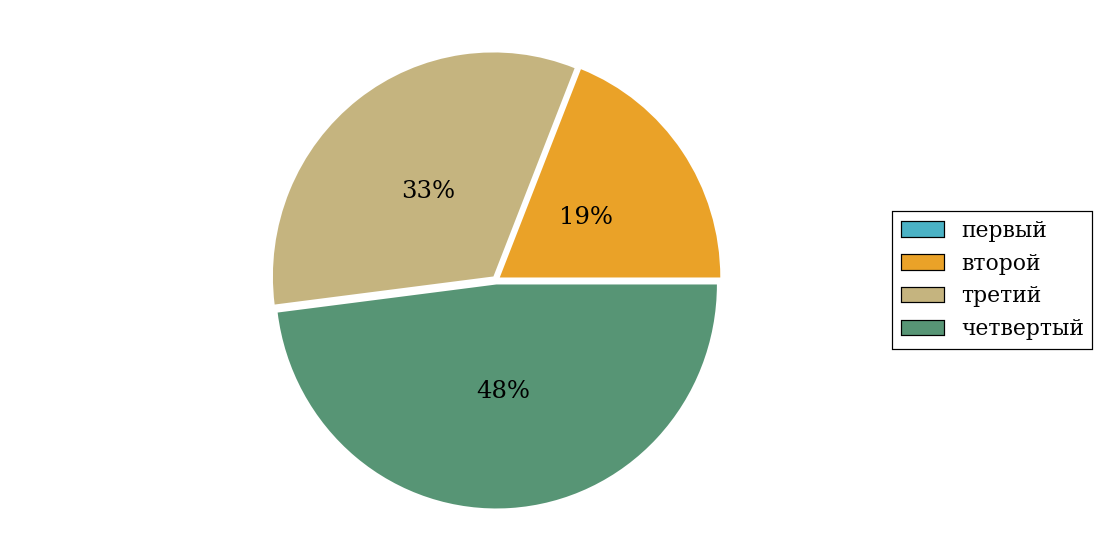 33%
19%
48%
первый
второй
третий
четвертый